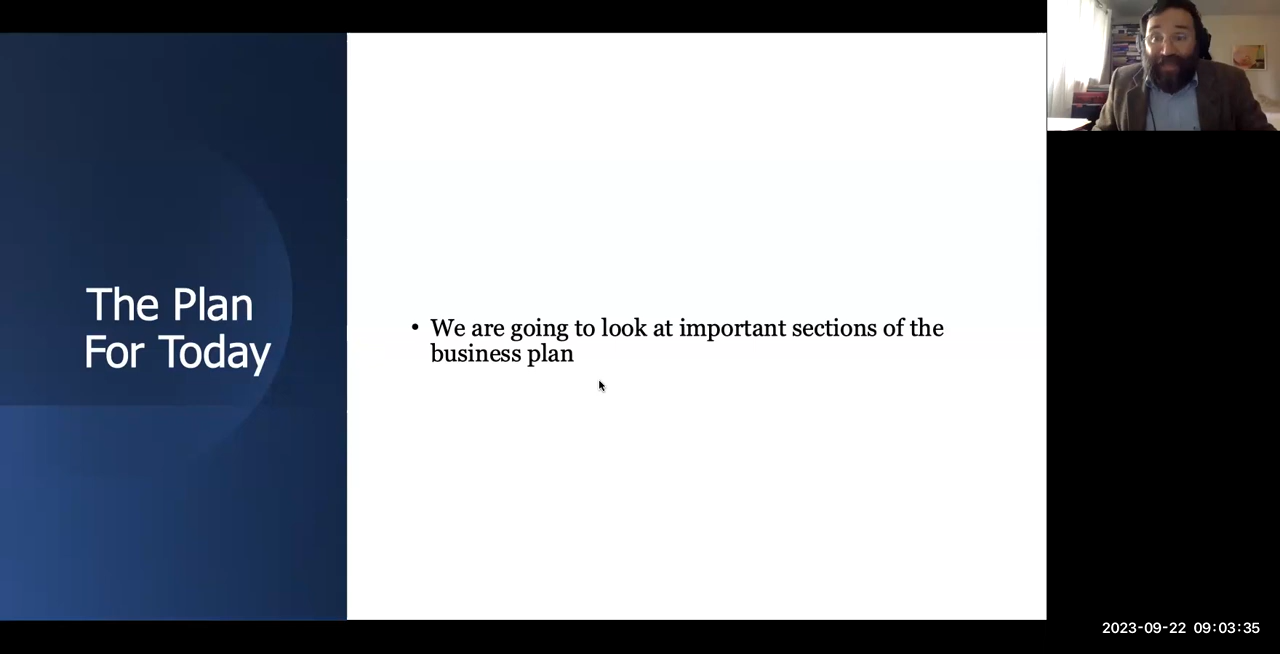 The Plan
For Today
• We are going to look at important sections of the
business plan
2023-09-22 09:03:35